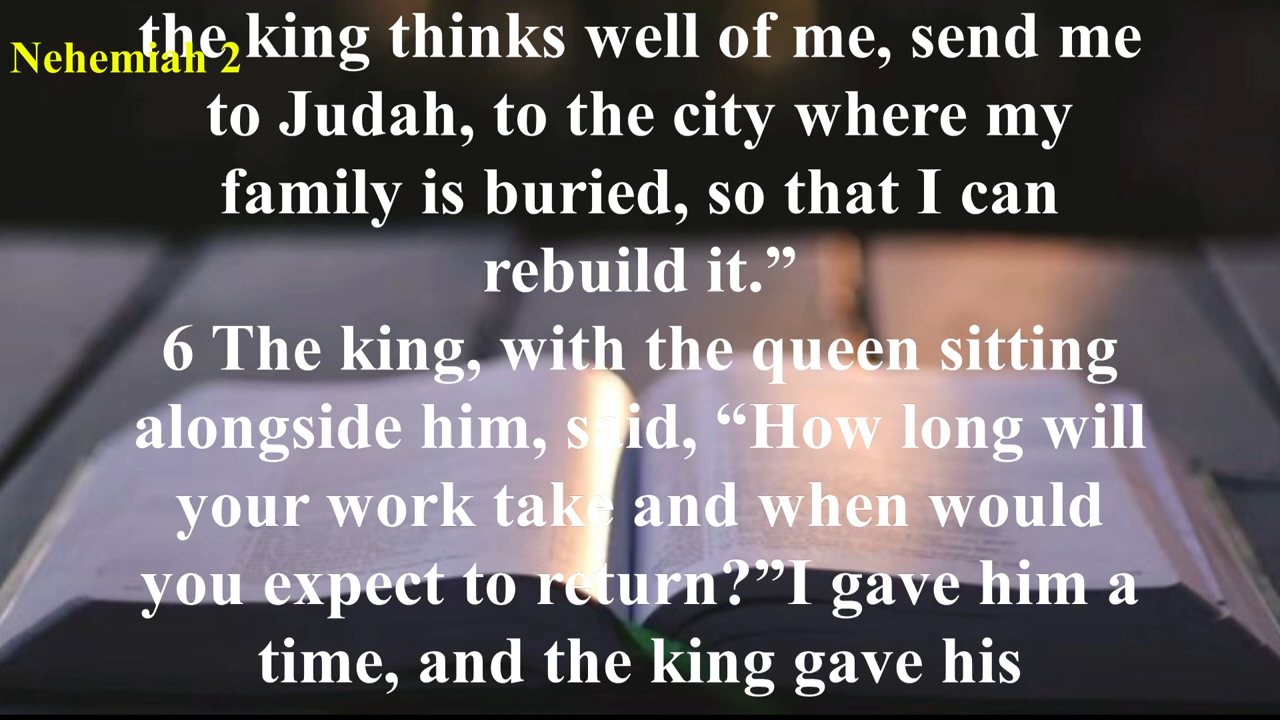 Nehemiah 2
the king thinks well of me, send me
to Judah, to the city where my
family is buried, so that I can
rebuild it.”
6 The king, with the queen sitting
alongside him, said, “How long will
your work take and when would
you expect to return?”I gave him a
time, and the king gave his